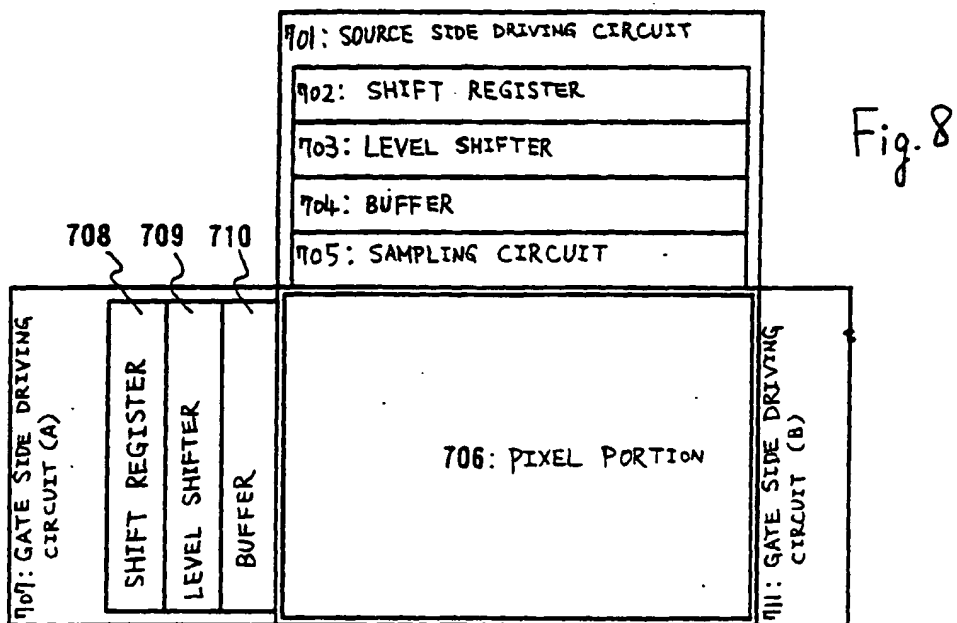 701: SOURCE SIDE DRIVING CIRCUIT
702: SHIFT REGISTER
703: LEVEL SHIFTER
704: BUFFER
705: SAMPLING CIRCUIT
Fig. 8
708 709 710
707: GATE SIDE DRIVING
CIRCUIT (A)
SHIFT REGISTER
LEVEL SHIFTER
BUFFER
706: PIXEL PORTION
711: GATE SIDE DRIVING
CIRCUIT (B)